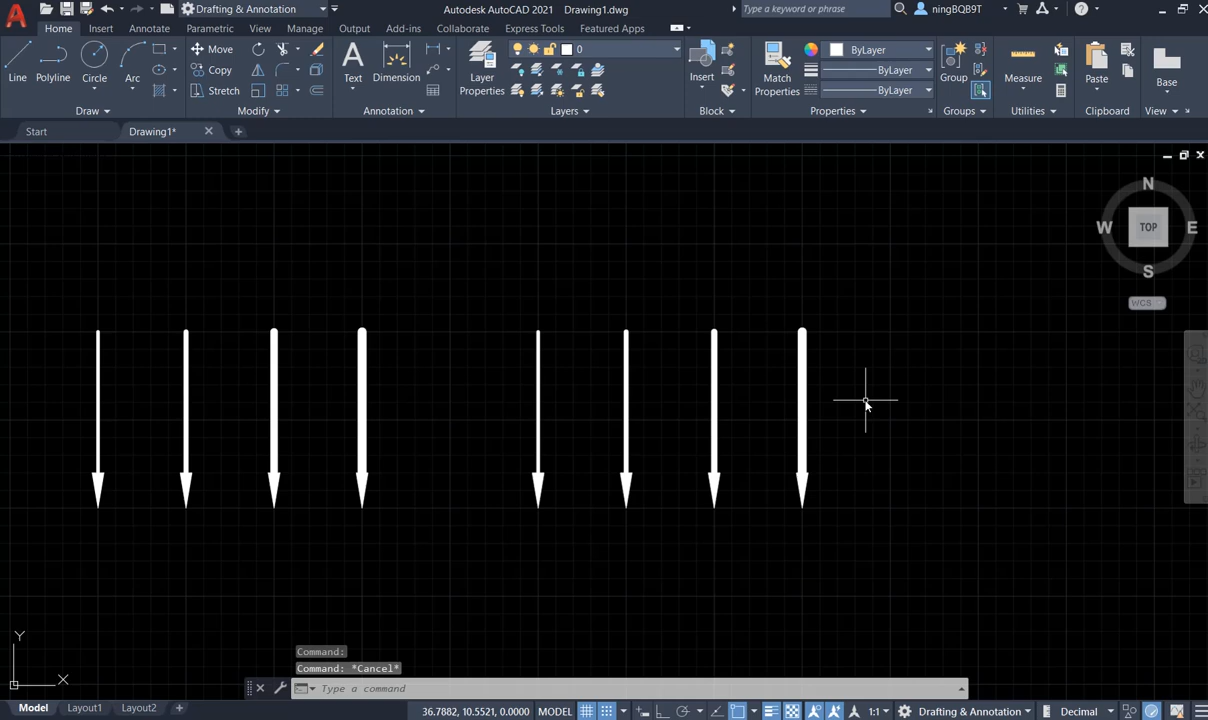 Drafting & Annotation
Autodesk AutoCAD 2021 Drawing1.dwg
Type a keyword or phrase
ningBQB9T
Home Insert Annotate Parametric View Manage Output Add-ins Collaborate Express Tools Featured Apps
Line Polyline Circle Arc
Move
Copy
Stretch
Text Dimension
Layer Properties
0
Insert
Match Properties
ByLayer
ByLayer
ByLayer
Group
Measure
Paste
Base
Draw Modify Annotation Layers Block Properties Groups Utilities Clipboard View
Start Drawing1*
N
W TOP E
S
WCS
Y
X
Command:
Command: *Cancel*
Type a command
Model Layout1 Layout2
36.7882, 10.5521, 0.0000 MODEL 1:1 Drafting & Annotation Decimal